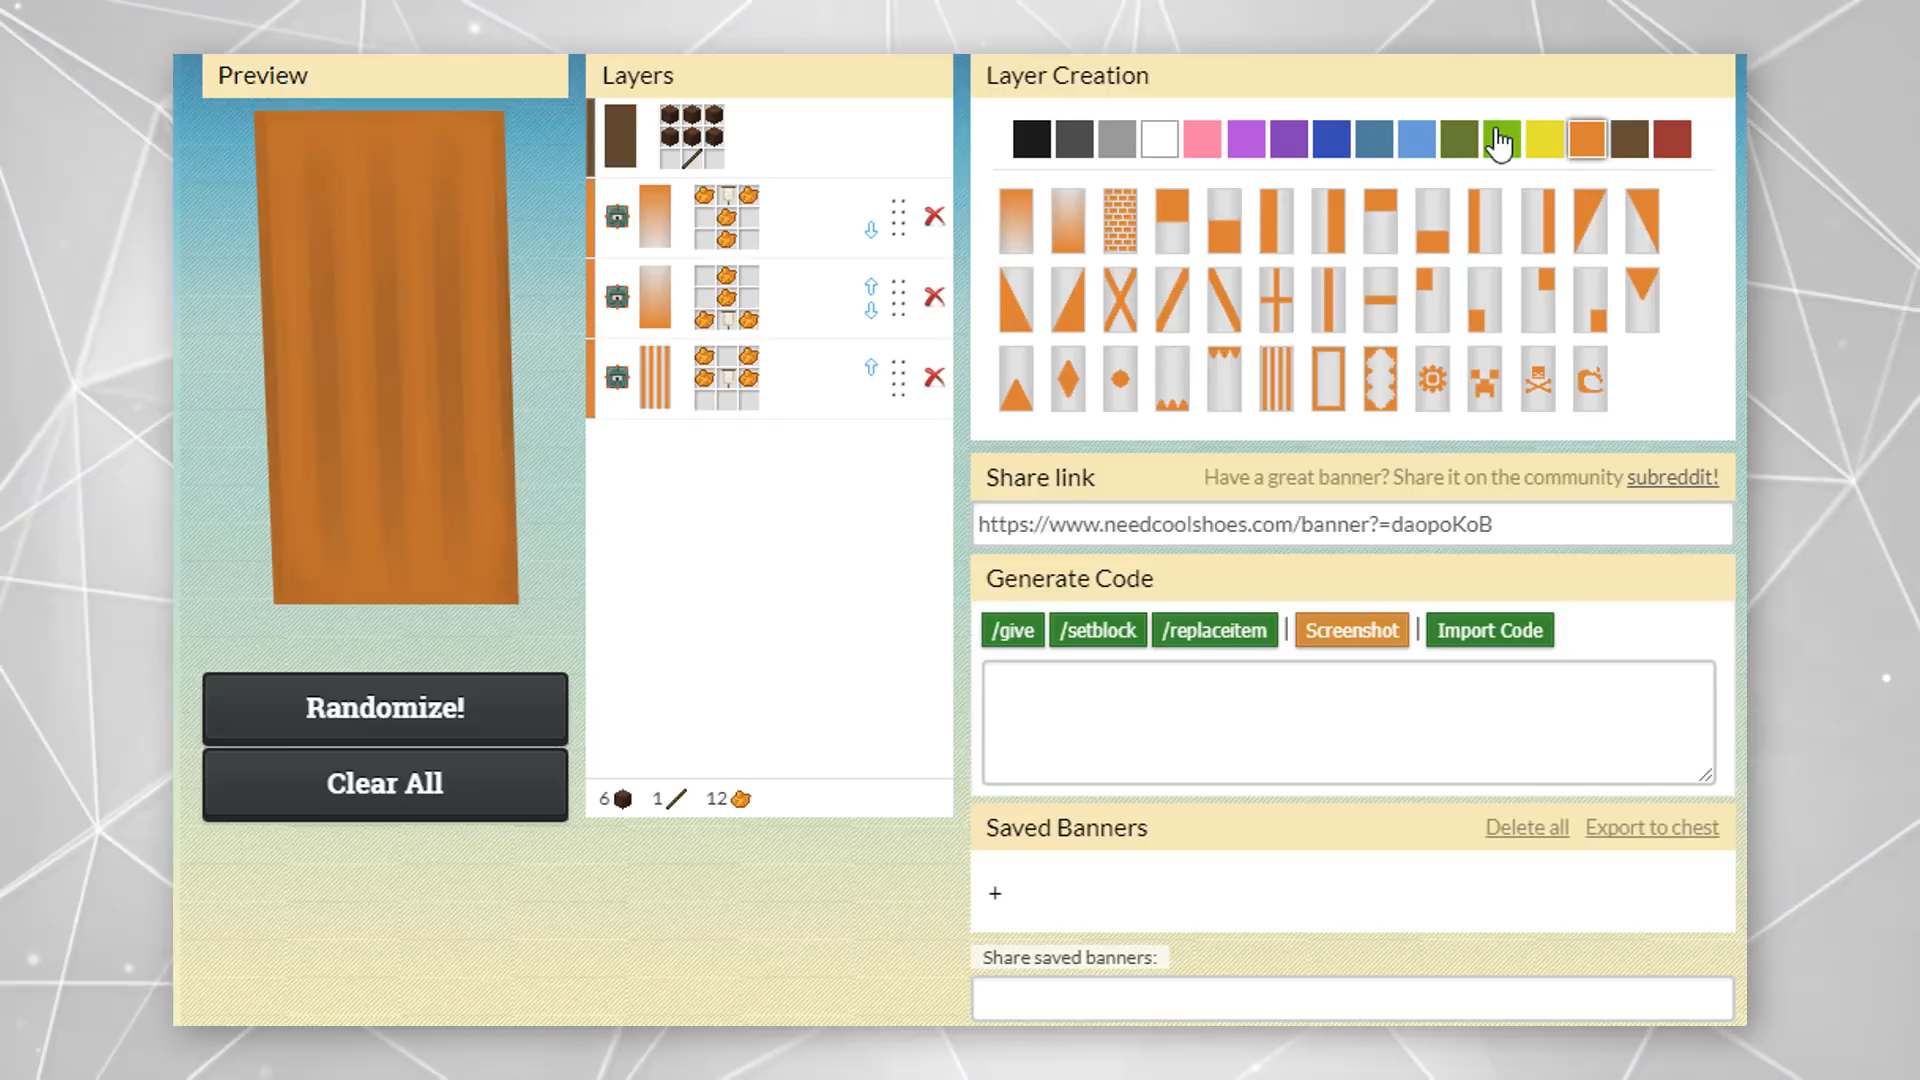 Preview
Layers
Layer Creation
Share link
Have a great banner? Share it on the community subreddit!
https://www.needcoolshoes.com/banner?=daopoKoB
Generate Code
/give
/setblock
/replaceitem
|
Screenshot
|
Import Code
Randomize!
Clear All
6
1
12
Saved Banners
Delete all
Export to chest
+
Share saved banners: